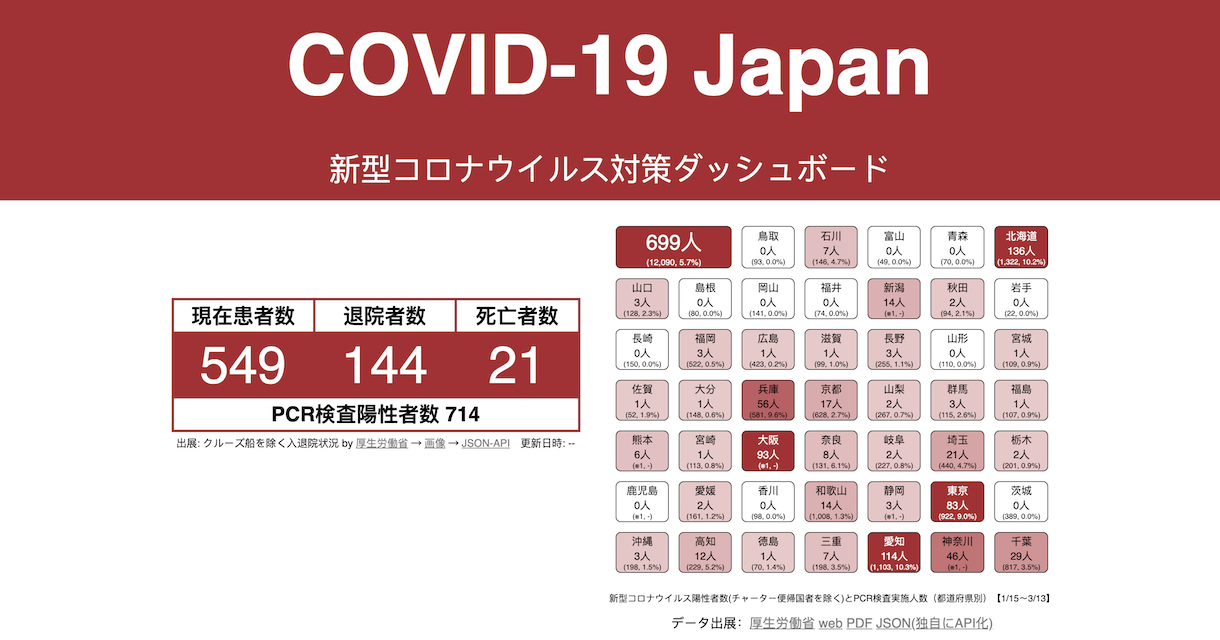 COVID-19 Japan
新型コロナウイルス対策ダッシュボード
現在患者数 退院者数 死亡者数
549 144 21
PCR検査陽性者数 714
出展: クルーズ船を除く入退院状況 by 厚生労働省 → 画像 → JSON-API 更新日時: --
699人
(12,090, 5.7%)
鳥取
0人
(93, 0.0%)
石川
7人
(146, 4.7%)
富山
0人
(49, 0.0%)
青森
0人
(70, 0.0%)
北海道
136人
(1,322, 10.2%)
山口
3人
(128, 2.3%)
島根
0人
(80, 0.0%)
岡山
0人
(141, 0.0%)
福井
0人
(74, 0.0%)
新潟
14人
(※1, -)
秋田
2人
(94, 2.1%)
岩手
0人
(22, 0.0%)
長崎
0人
(150, 0.0%)
福岡
3人
(522, 0.5%)
広島
1人
(423, 0.2%)
滋賀
1人
(99, 1.0%)
長野
3人
(255, 1.1%)
山形
0人
(110, 0.0%)
宮城
1人
(109, 0.9%)
佐賀
1人
(52, 1.9%)
大分
1人
(148, 0.6%)
兵庫
56人
(581, 9.6%)
京都
17人
(628, 2.7%)
山梨
2人
(267, 0.7%)
群馬
3人
(115, 2.6%)
福島
1人
(107, 0.9%)
熊本
6人
(※1, -)
宮崎
1人
(113, 0.8%)
大阪
93人
(※1, -)
奈良
8人
(131, 6.1%)
岐阜
2人
(227, 0.8%)
埼玉
21人
(440, 4.7%)
栃木
2人
(201, 0.9%)
鹿児島
0人
(※1, -)
愛媛
2人
(161, 1.2%)
香川
0人
(98, 0.0%)
和歌山
14人
(1,008, 1.3%)
静岡
3人
(※1, -)
東京
83人
(922, 9.0%)
茨城
0人
(389, 0.0%)
沖縄
3人
(198, 1.5%)
高知
12人
(229, 5.2%)
徳島
1人
(70, 1.4%)
三重
7人
(198, 3.5%)
愛知
114人
(1,103, 10.3%)
神奈川
46人
(※1, -)
千葉
29人
(817, 3.5%)
新型コロナウイルス陽性者数(チャーター便帰国者を除く)とPCR検査実施人数（都道府県別）【1/15～3/13】
データ出展： 厚生労働省 web PDF JSON(独自にAPI化)